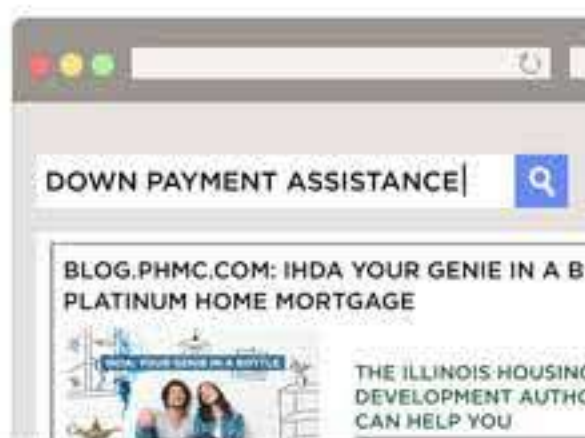 DOWN PAYMENT ASSISTANCE
BLOG.PHMC.COM: IHDA YOUR GENIE IN A B
PLATINUM HOME MORTGAGE
IHDA, YOUR GENIE IN A BOTTLE
THE ILLINOIS HOUSING
DEVELOPMENT AUTHO
CAN HELP YOU